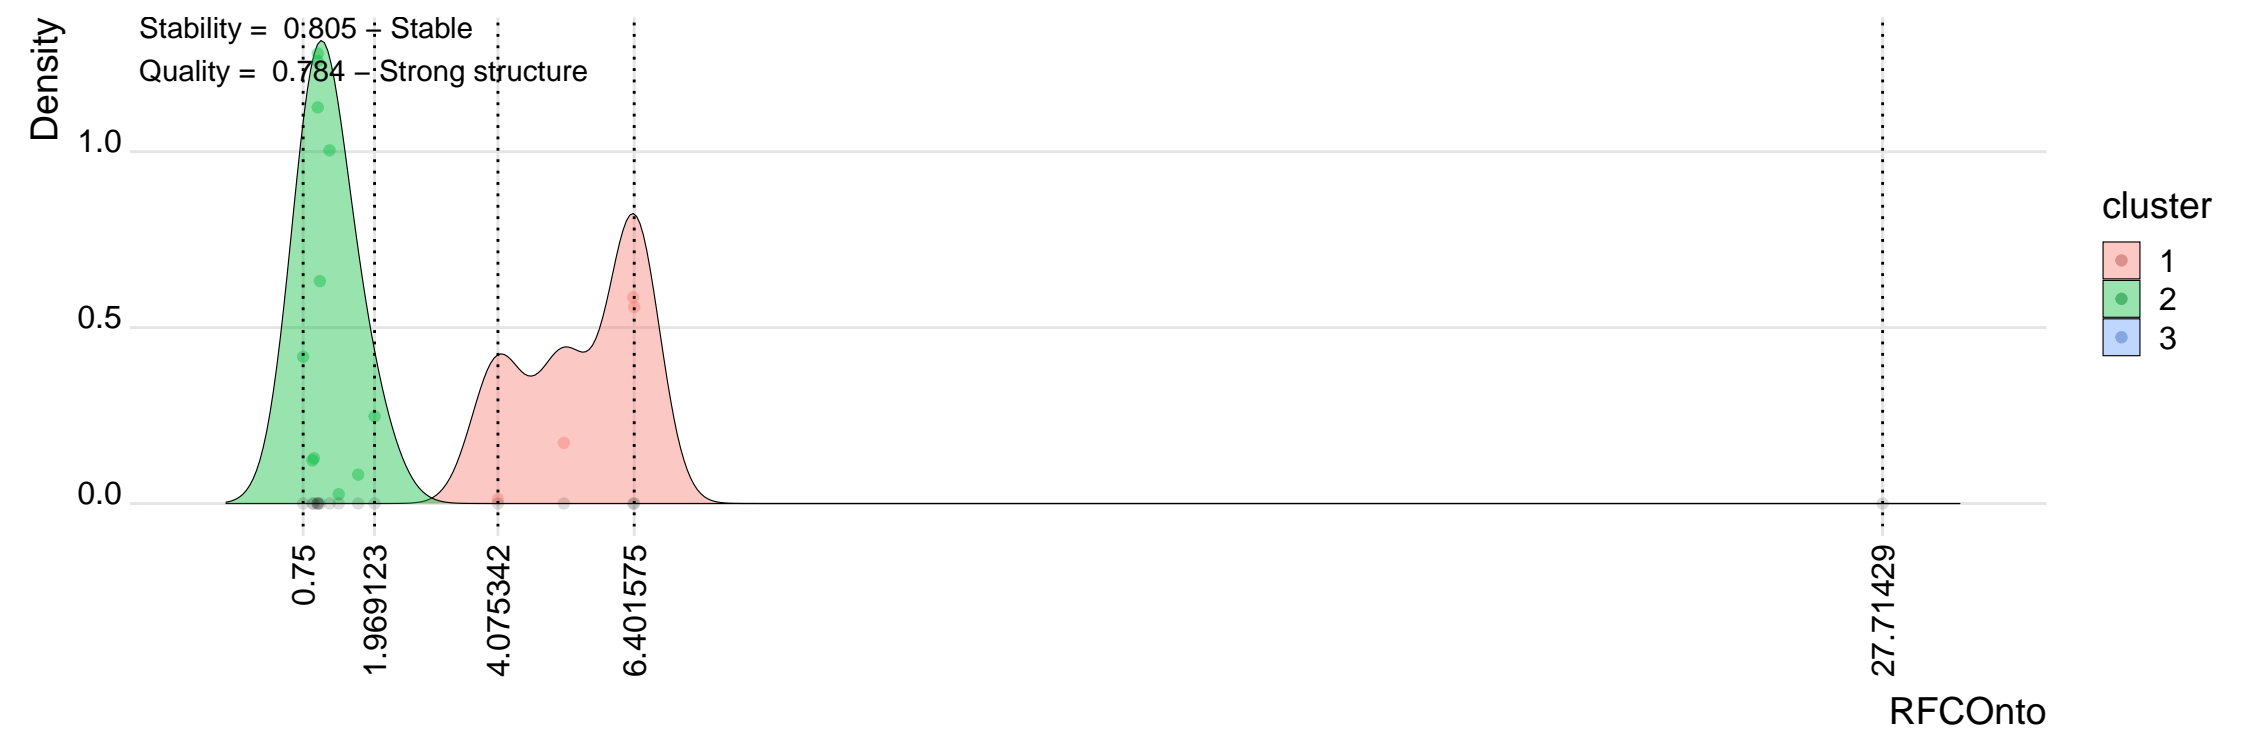 Stability =  0.805 − Stable
Quality =  0.784 − Strong structure
Density
1.0
0.5
0.0
0.75
1.969123
4.0753342
6.401575
27.71429
RFCOnto
cluster
1
2
3